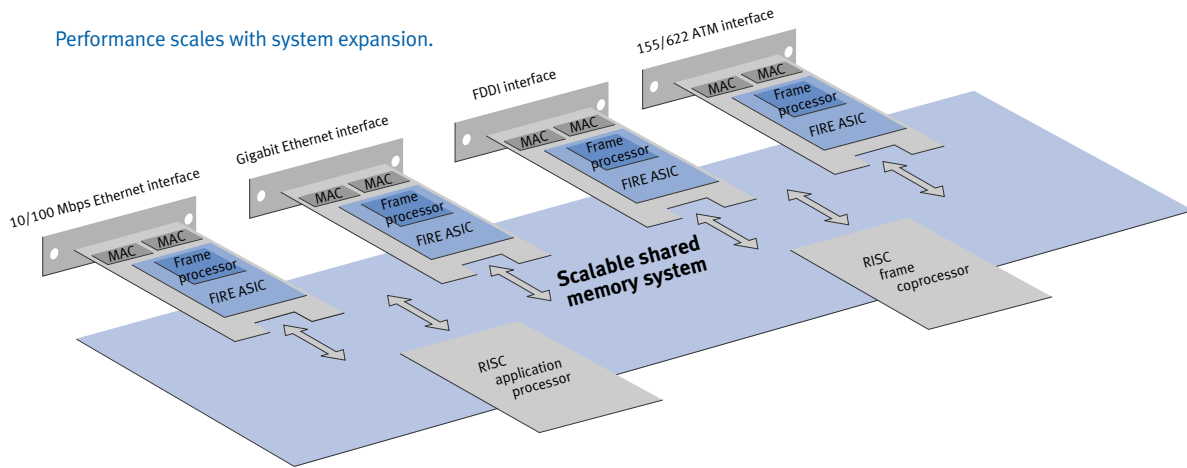 Performance scales with system expansion.
10/100 Mbps Ethernet interface
MAC
MAC
Frame
processor
FIRE ASIC
Gigabit Ethernet interface
MAC
MAC
Frame
processor
FIRE ASIC
FDDI interface
MAC
MAC
Frame
processor
FIRE ASIC
155/622 ATM interface
MAC
MAC
Frame
processor
FIRE ASIC
Scalable shared
memory system
RISC
application
processor
RISC
frame
coprocessor